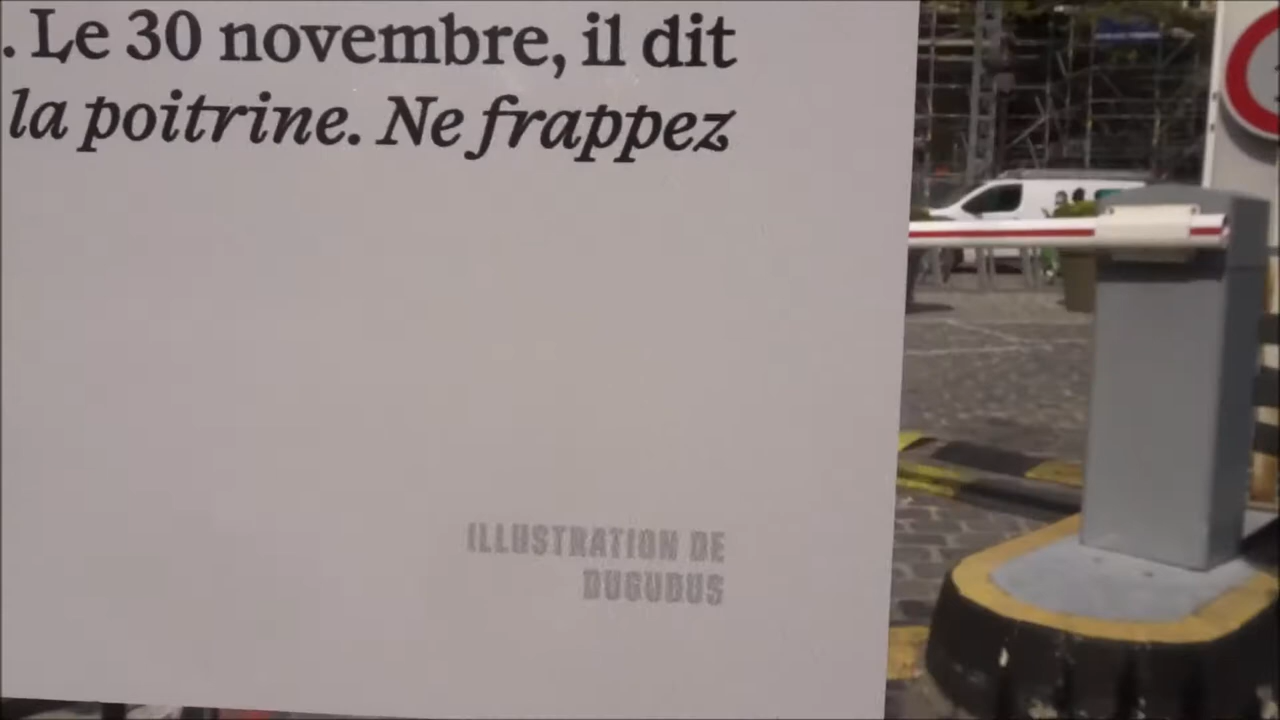 . Le 30 novembre, il dit
la poitrine. Ne frappez
ILLUSTRATION DE
DUGUDUS